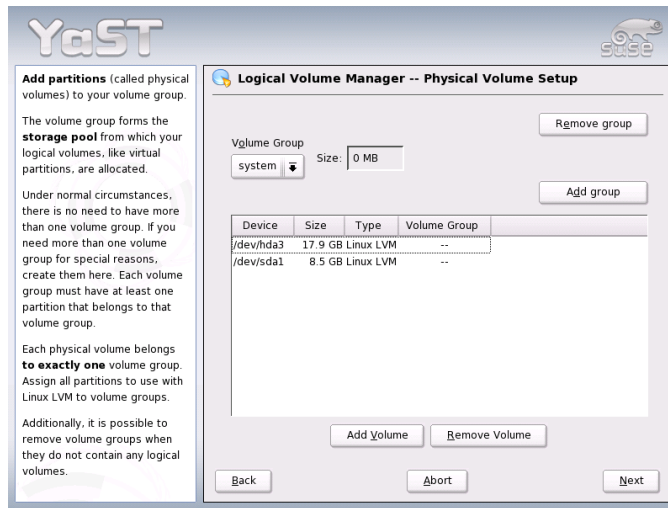 YaST
SUSE
Add partitions (called physical
volumes) to your volume group.
The volume group forms the
storage pool from which your
logical volumes, like virtual
partitions, are allocated.
Under normal circumstances,
there is no need to have more
than one volume group. If you
need more than one volume
group for special reasons,
create them here. Each volume
group must have at least one
partition that belongs to that
volume group.
Each physical volume belongs
to exactly one volume group.
Assign all partitions to use with
Linux LVM to volume groups.
Additionally, it is possible to
remove volume groups when
they do not contain any logical
volumes.
Logical Volume Manager -- Physical Volume Setup
Remove group
Volume Group
system
Size: 0 MB
Add group
Device Size Type Volume Group
/dev/hda3 17.9 GB Linux LVM --
/dev/sda1 8.5 GB Linux LVM --
Add Volume Remove Volume
Back Abort Next